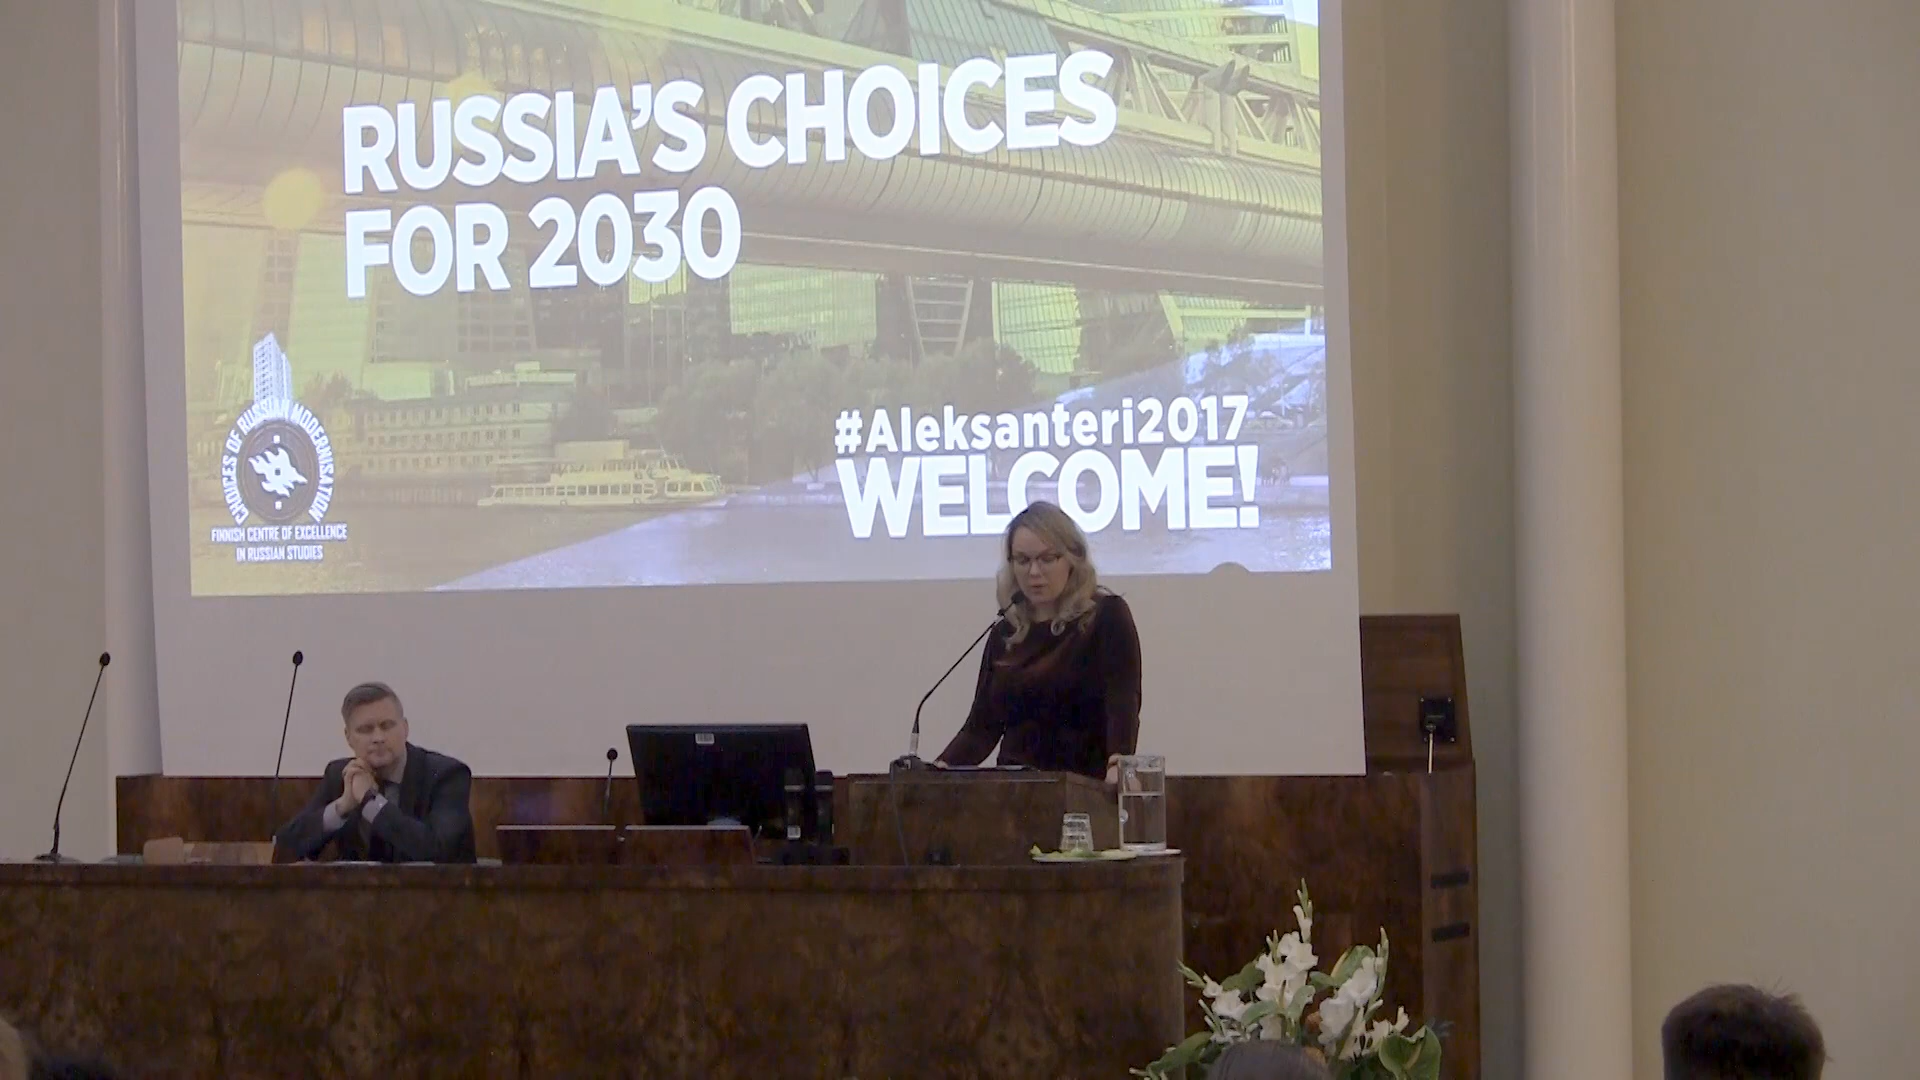 RUSSIA'S CHOICES
FOR 2030
#Aleksanteri2017
WELCOME!
CHOICES OF RUSSIAN MODERNISATION
FINNISH CENTRE OF EXCELLENCE
IN RUSSIAN STUDIES